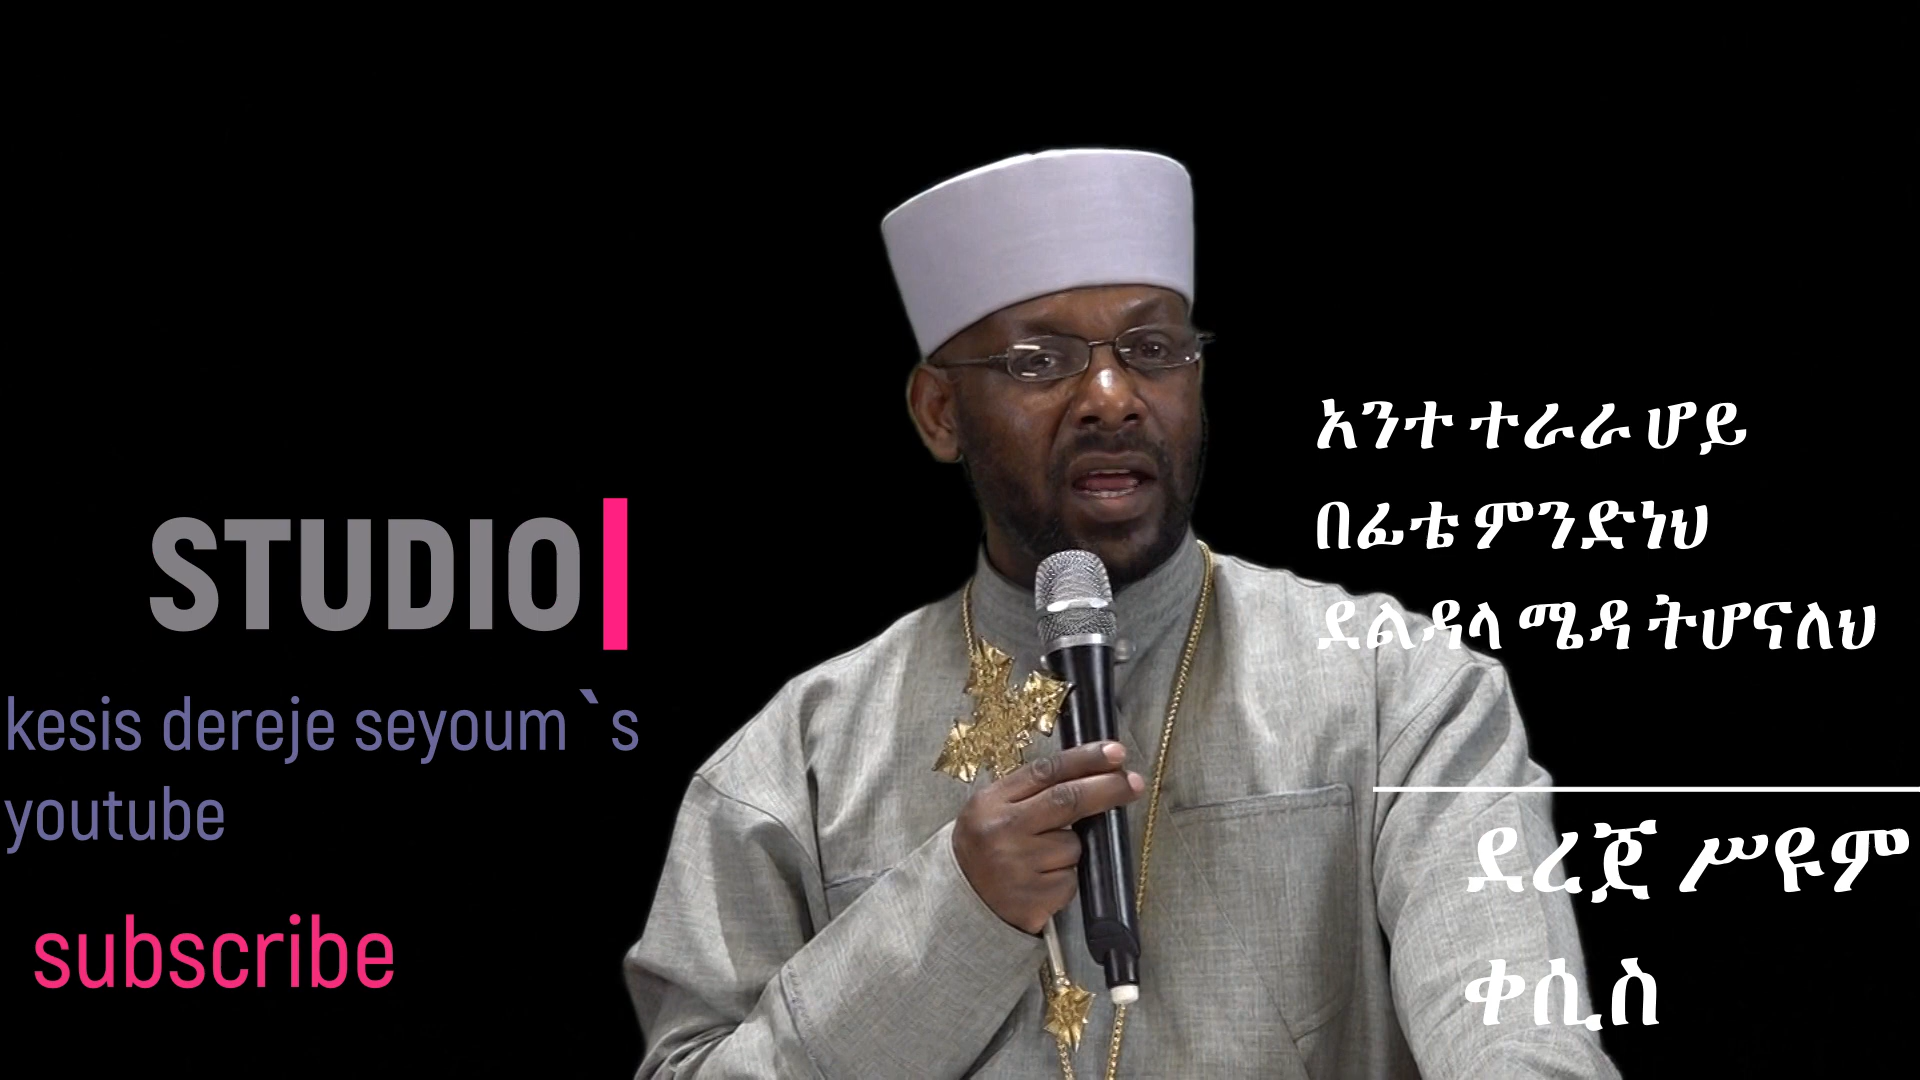 STUDIO
kesis dereje seyoum`s
youtube
subscribe
አንተ ተራራ ሆይ
በፊቴ ምንድነህ
ደልዳላ ሜዳ ትሆናለህ
ደረጀ ሥዩም
ቀሲስ